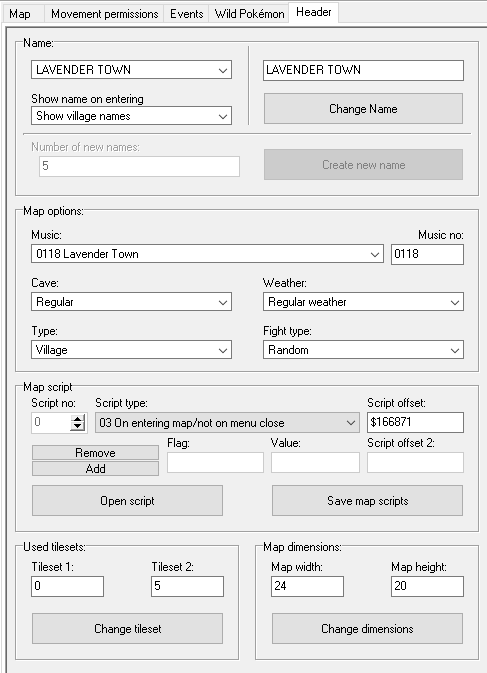 Map Movement permissions Events Wild Pokémon Header
Name:
LAVENDER TOWN LAVENDER TOWN
Show name on entering
Show village names Change Name
Number of new names:
5 Create new name
Map options:
Music: Music no:
0118 Lavender Town 0118
Cave: Weather:
Regular Regular weather
Type: Fight type:
Village Random
Map script
Script no: Script type: Script offset:
0 03 On entering map/not on menu close $166871
Remove Flag: Value: Script offset 2:
Add
Open script Save map scripts
Used tilesets: Map dimensions:
Tileset 1: Tileset 2: Map width: Map height:
0 5 24 20
Change tileset Change dimensions